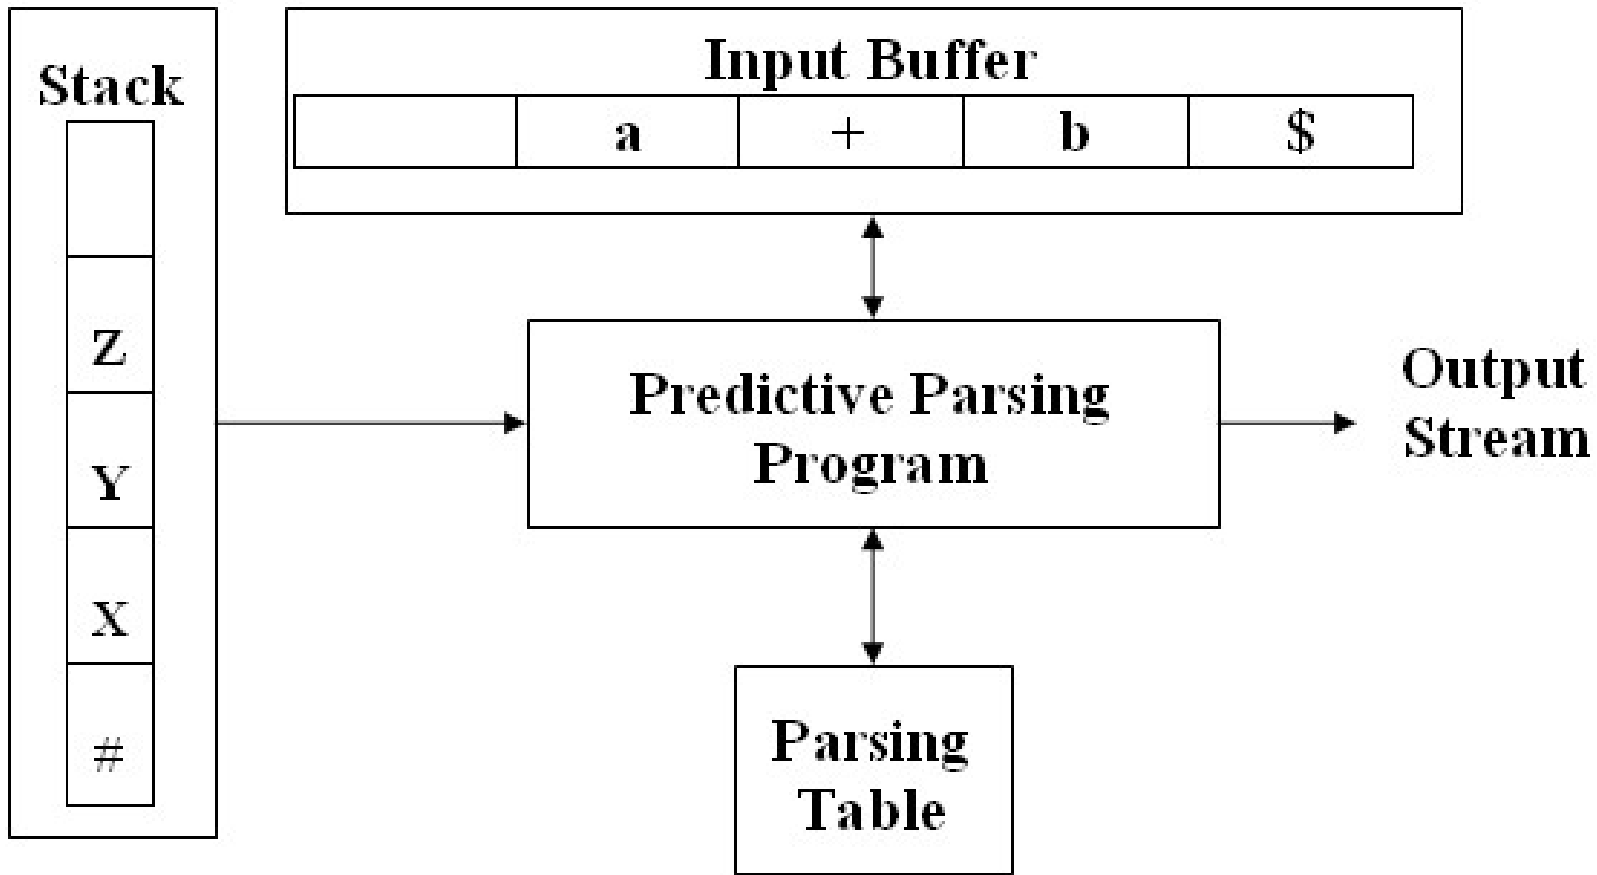 Stack
Z
Y
X
#
Input Buffer
a + b $
Predictive Parsing
Program
Output
Stream
Parsing
Table